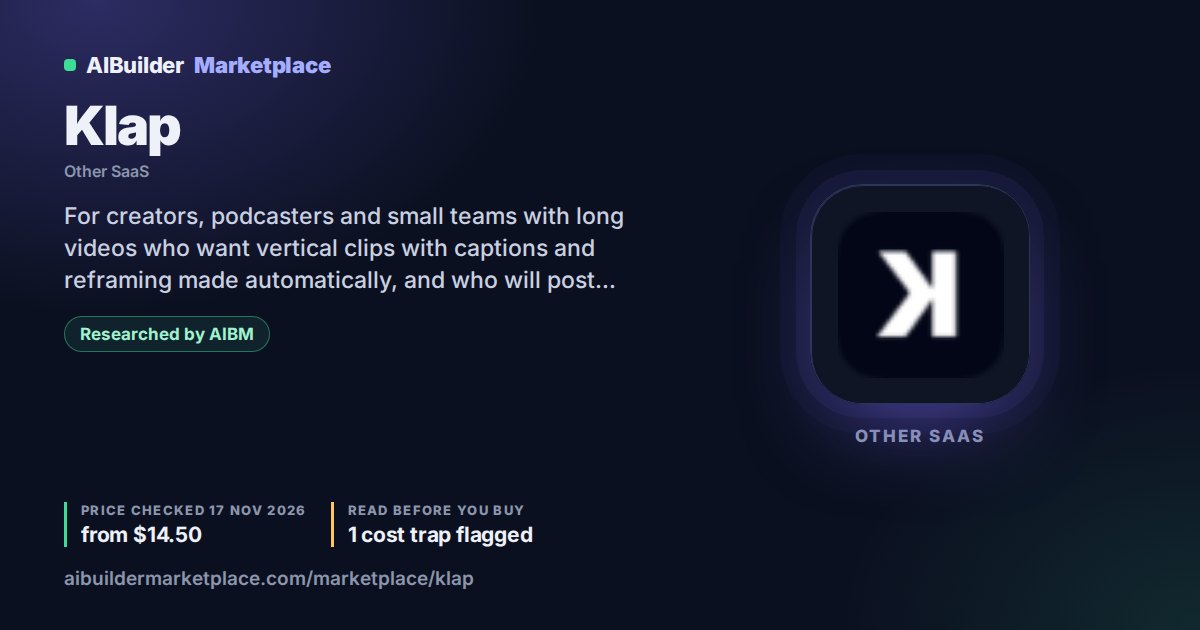 AIBuilder Marketplace
Klap
Other SaaS
For creators, podcasters and small teams with long
videos who want vertical clips with captions and
reframing made automatically, and who will post...
Researched by AIBM
K
OTHER SAAS
PRICE CHECKED 17 NOV 2026
from $14.50
READ BEFORE YOU BUY
1 cost trap flagged
aibuildermarketplace.com/marketplace/klap